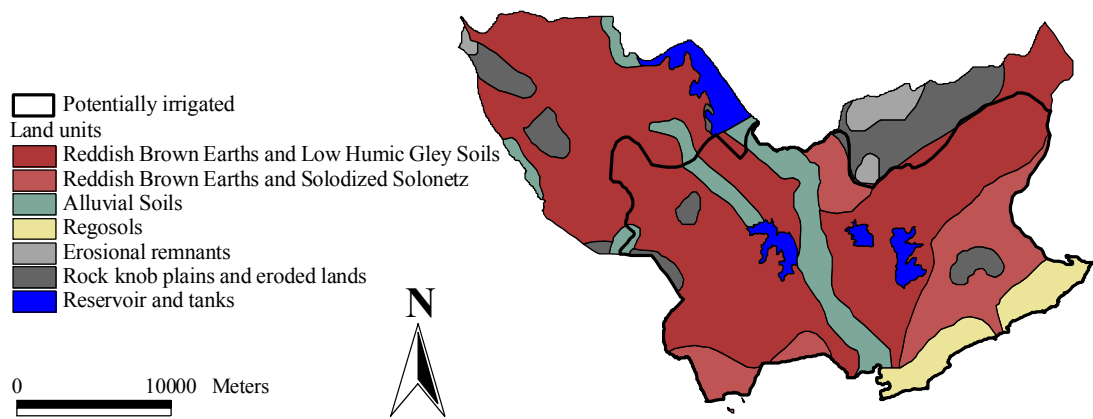 Potentially irrigated
Land units
Reddish Brown Earths and Low Humic Gley Soils
Reddish Brown Earths and Solodized Solonetz
Alluvial Soils
Regosols
Erosional remnants
Rock knob plains and eroded lands
Reservoir and tanks
N
0 10000 Meters